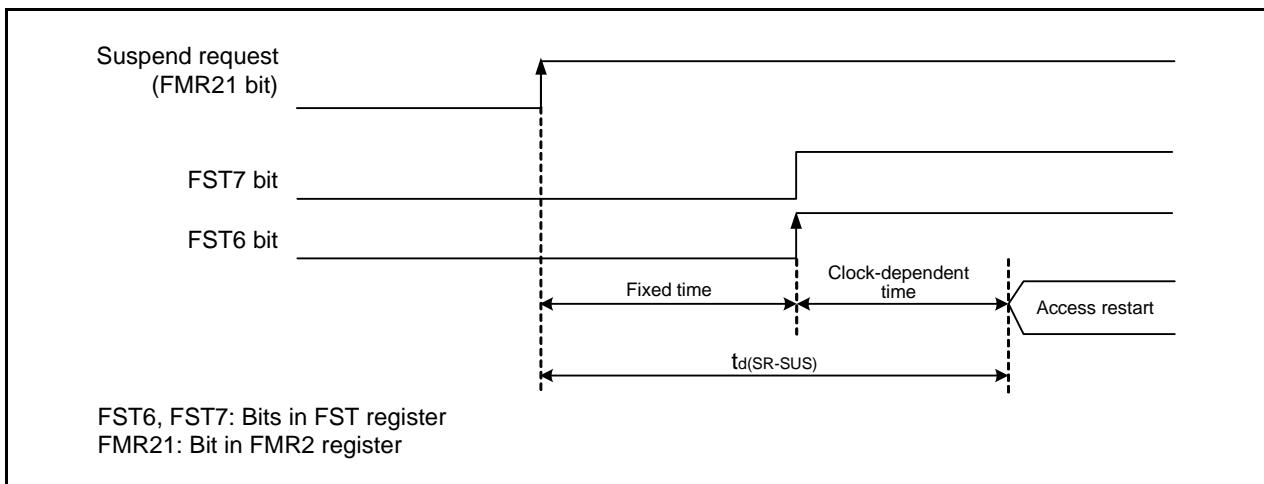 Suspend request
(FMR21 bit)
FST7 bit
FST6 bit
Fixed time
Clock-dependent
time
Access restart
td(SR-SUS)
FST6, FST7: Bits in FST register
FMR21: Bit in FMR2 register